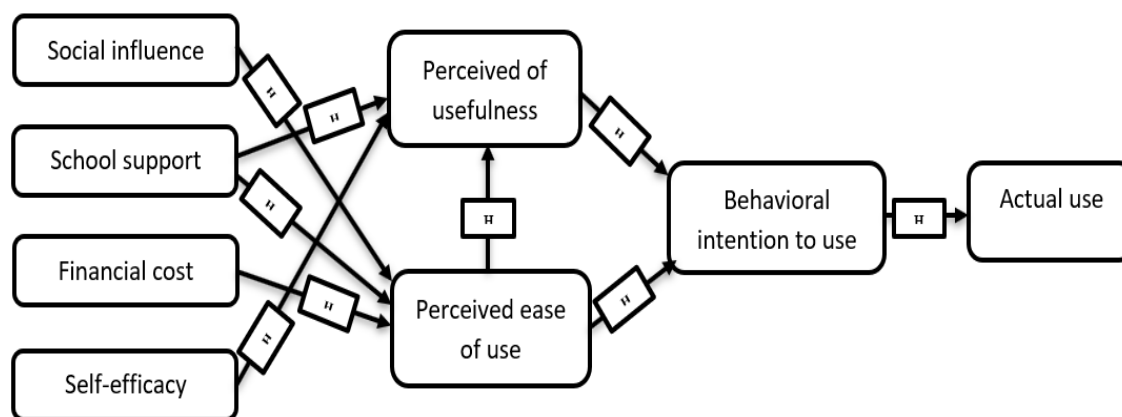 Social influence
School support
Financial cost
Self-efficacy
Perceived of
usefulness
Perceived ease
of use
Behavioral
intention to use
Actual use
H
H
H
H
H
H
H
H
H